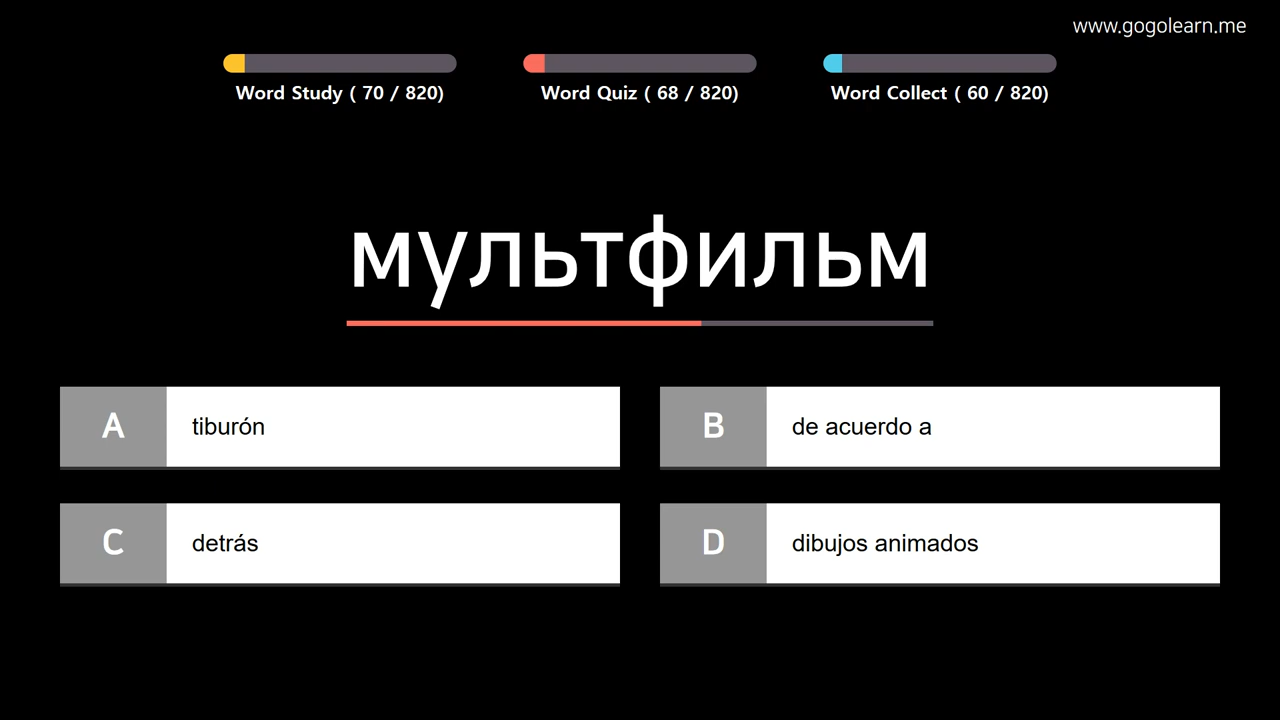 www.gogolearn.me
Word Study ( 70 / 820)
Word Quiz ( 68 / 820)
Word Collect ( 60 / 820)
мультфильм
A tiburón
B de acuerdo a
C detrás
D dibujos animados